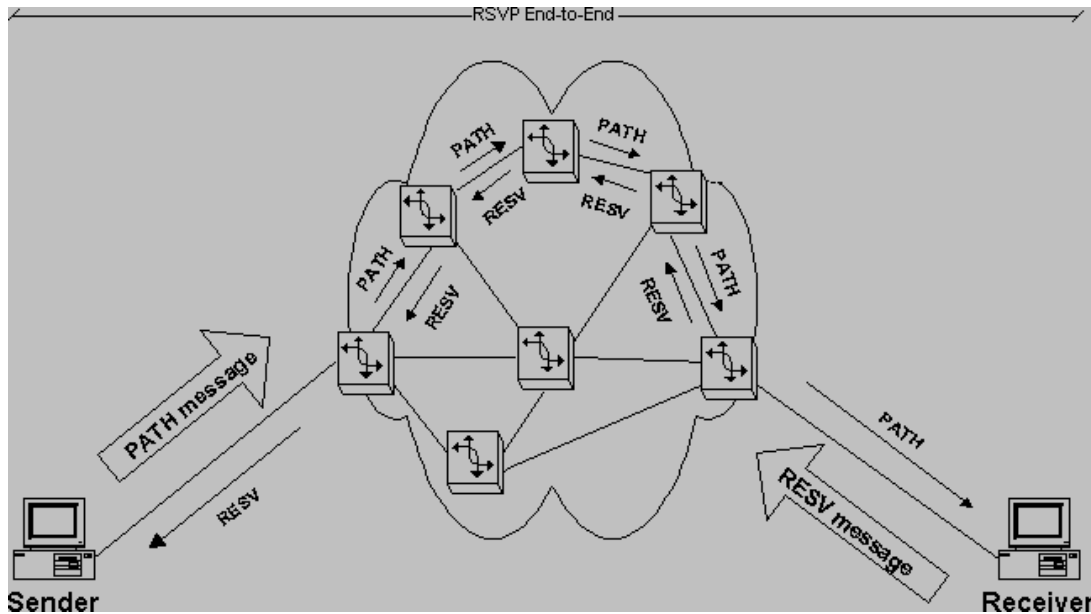 RSVP End-to-End
PATH
PATH
RESV
RESV
PATH
RESV
PATH
RESV
PATH message
RESV
PATH
RESV message
Sender
Receiver